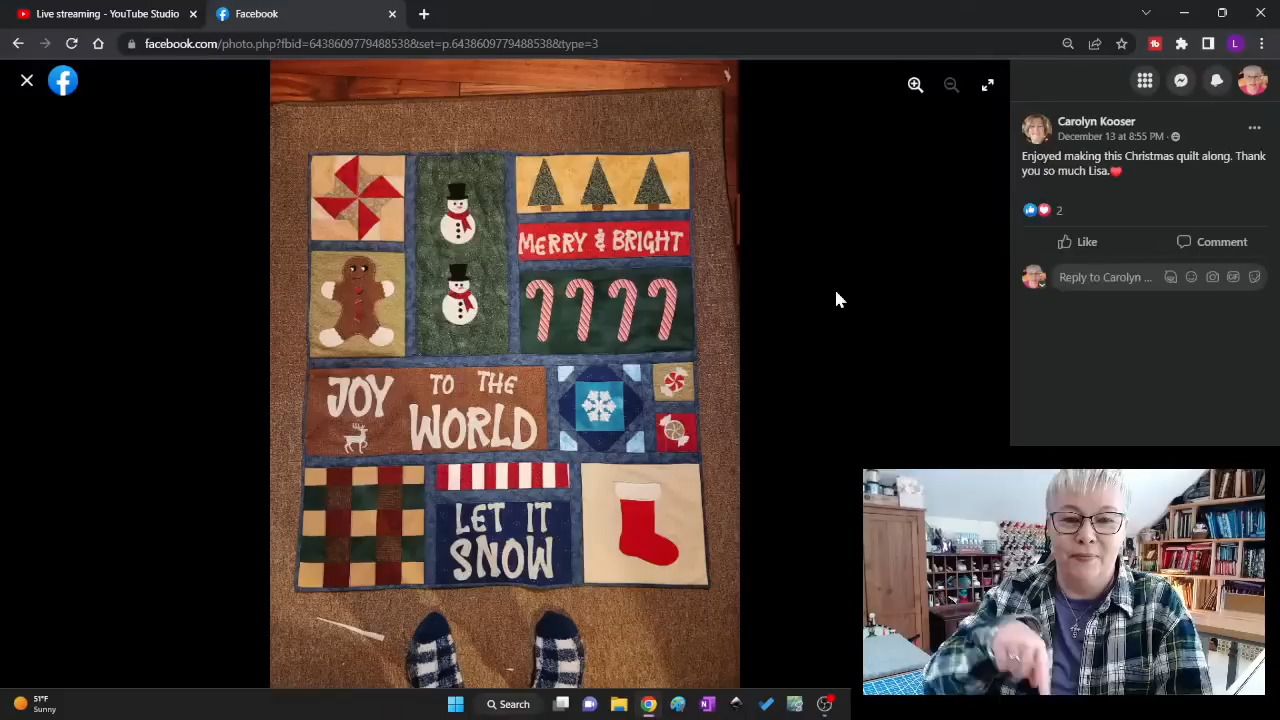 Live streaming - YouTube Studio
Facebook
facebook.com/photo.php?fbid=6438609779488538&set=p.6438609779488538&type=3
L
Carolyn Kooser
December 13 at 8:55 PM
Enjoyed making this Christmas quilt along. Thank
you so much Lisa.
2
Like
Comment
Reply to Carolyn ...
MERRY & BRIGHT
JOY TO THE
WORLD
LET IT
SNOW
51°F
Sunny
Search